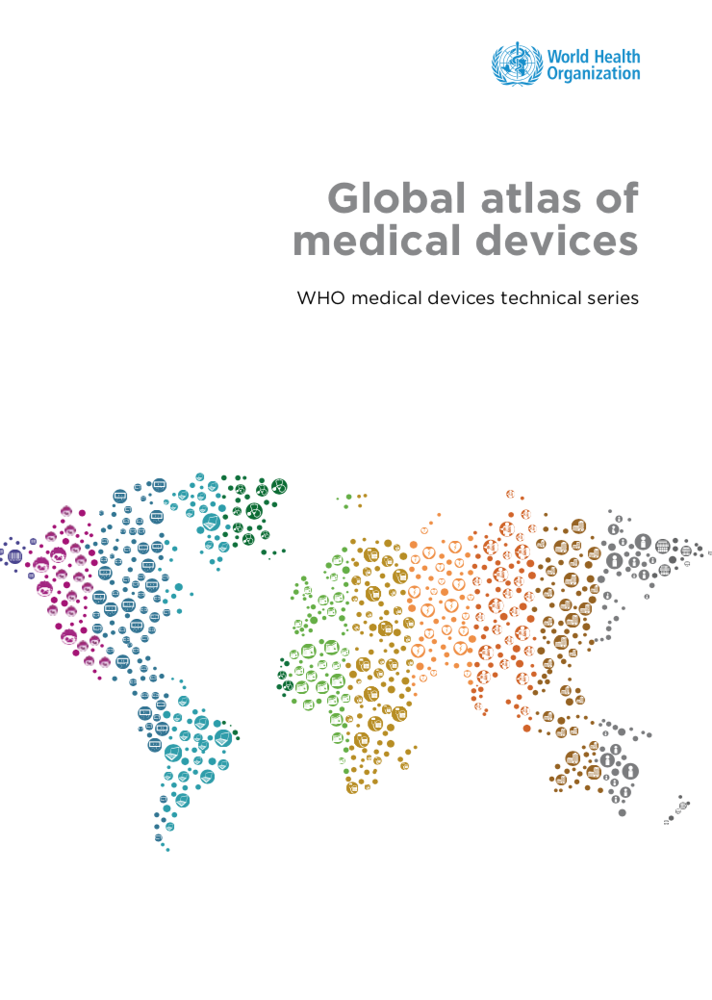 World Health
Organization
Global atlas of
medical devices
WHO medical devices technical series